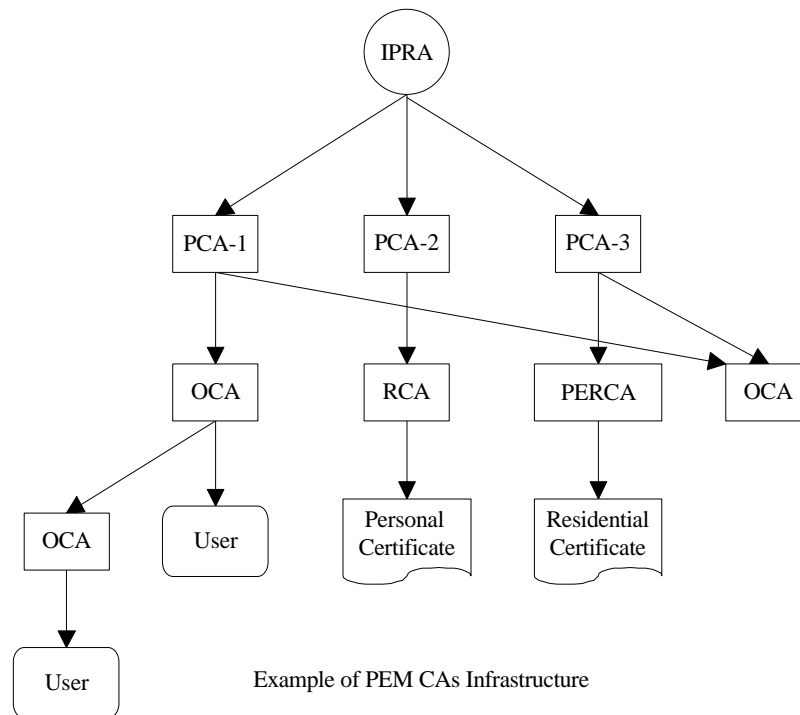 IPRA
PCA-1
PCA-2
PCA-3
OCA
RCA
PERCA
OCA
OCA
User
Personal
Certificate
Residential
Certificate
User
Example of PEM CAs Infrastructure